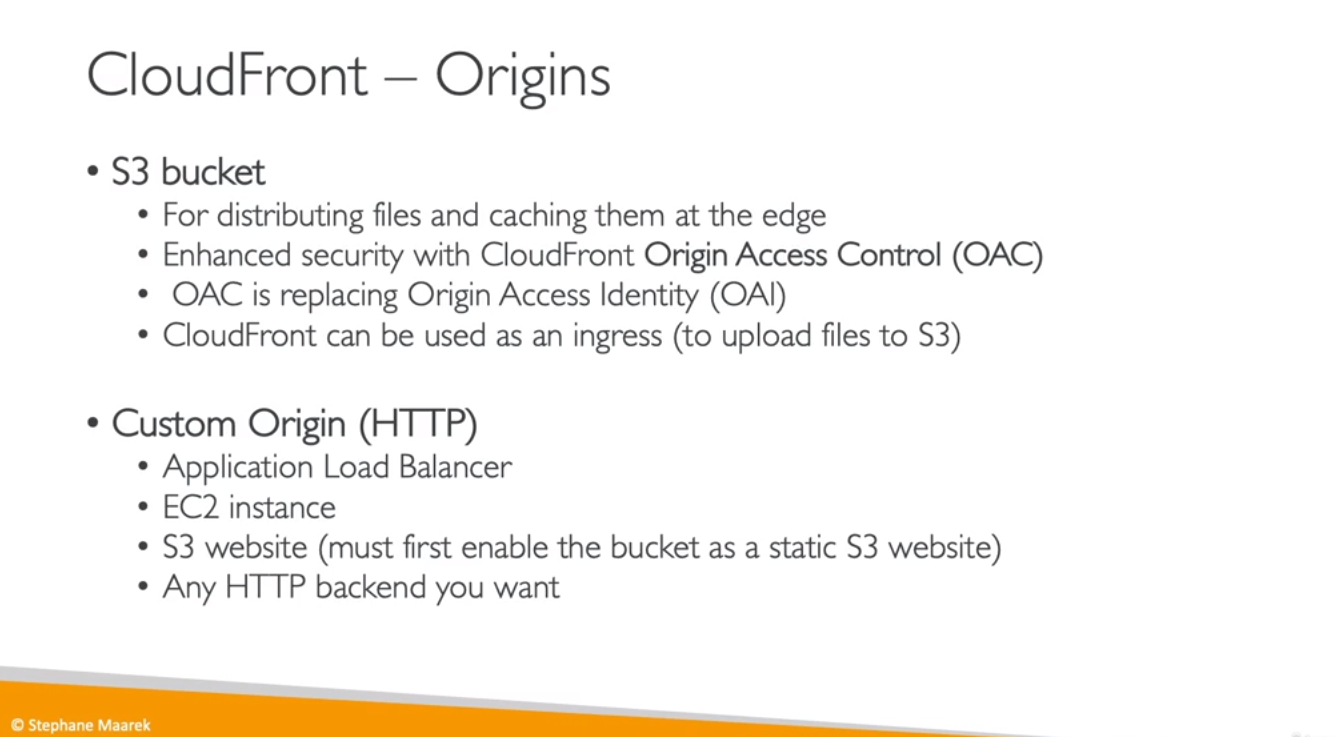 CloudFront – Origins
• S3 bucket
• For distributing files and caching them at the edge
• Enhanced security with CloudFront Origin Access Control (OAC)
• OAC is replacing Origin Access Identity (OAI)
• CloudFront can be used as an ingress (to upload files to S3)
• Custom Origin (HTTP)
• Application Load Balancer
• EC2 instance
• S3 website (must first enable the bucket as a static S3 website)
• Any HTTP backend you want
© Stephane Maarek